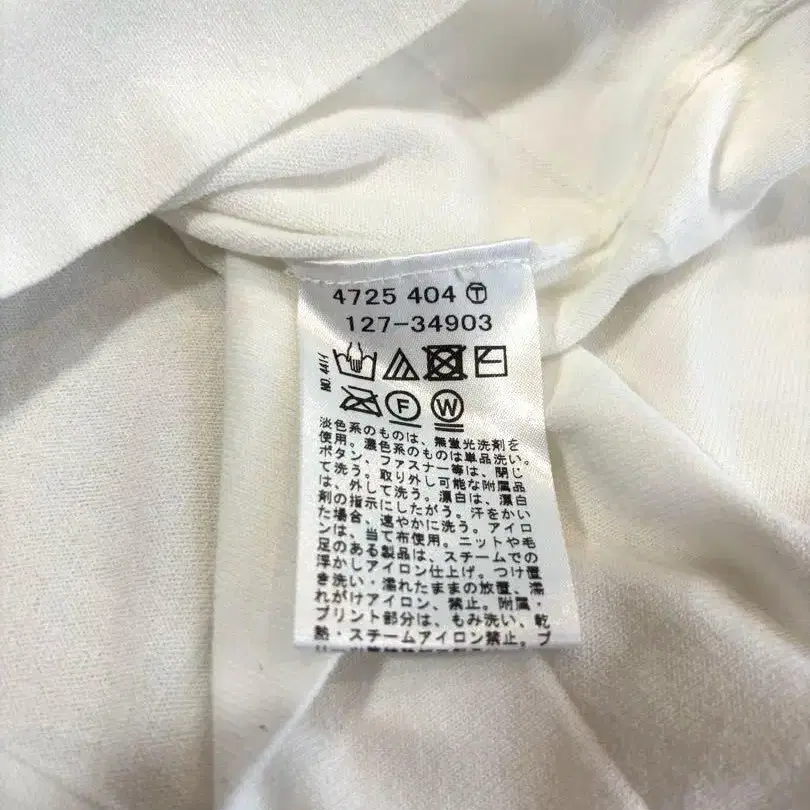 4725 404 Ⓣ
127-34903
NO. 4414
F W
淡色系のものは、無蛍光洗剤を
使用。濃色系のものは単品洗い。
ボタン、ファスナー等は、閉じ
て洗う。取り外し可能な附属品
は、外して洗う。漂白は、漂白
剤の指示にしたがう。汗をかい
た場合、速やかに洗う。アイロ
ンは、当て布使用。ニットや毛
足のある製品は、スチームでの
浮かしアイロン仕上げ。つけ置
き洗い・濡れたままの放置、濡
れがけアイロン、禁止。附属・
プリント部分は、もみ洗い、乾
熱・スチームアイロン禁止。プ